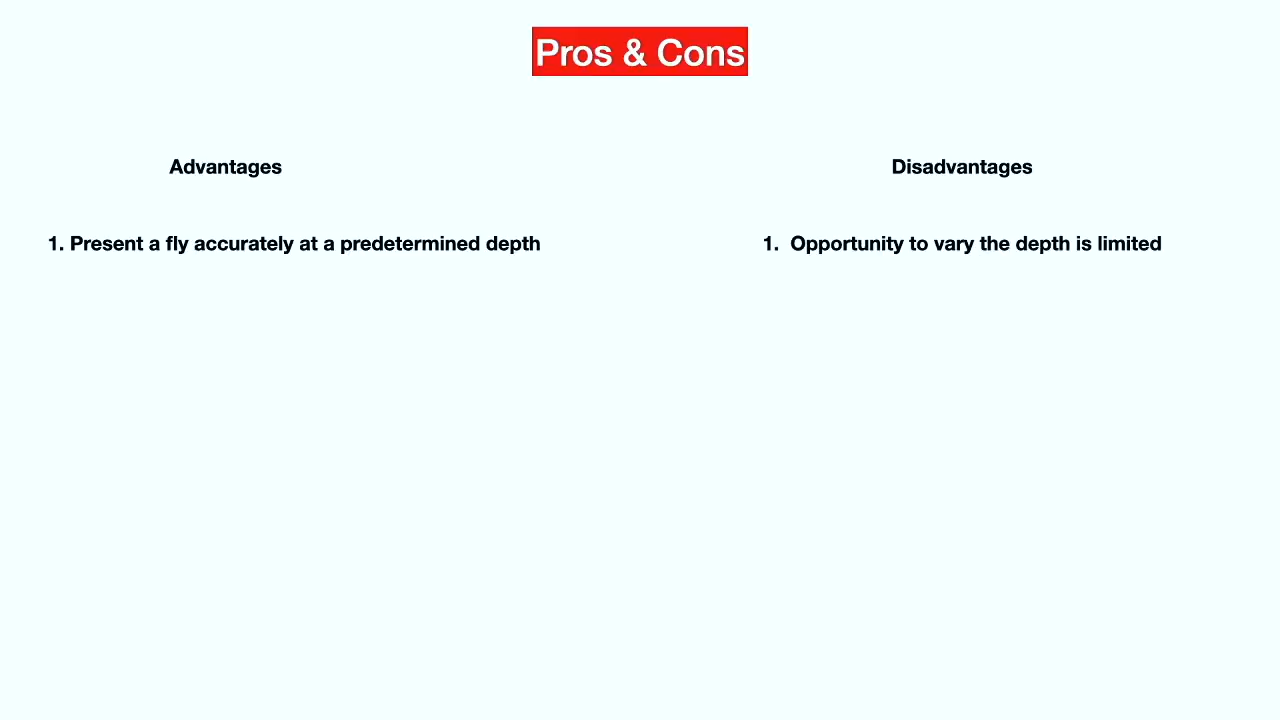 Pros & Cons
Advantages
Disadvantages
1. Present a fly accurately at a predetermined depth
1. Opportunity to vary the depth is limited